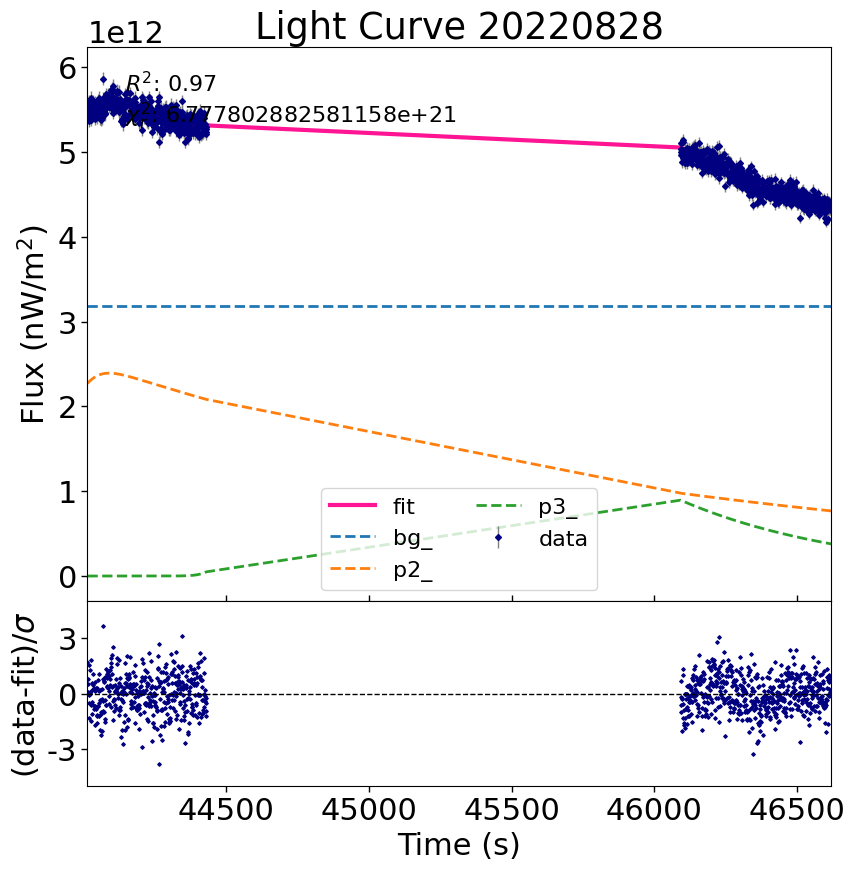 Light Curve 20220828
1e12
R²: 0.97
χ²: 6.777802882581158e+21
6
5
4
3
2
1
0
Flux (nW/m²)
fit
bg_
p2_
p3_
data
3
0
-3
(data-fit)/σ
44500 45000 45500 46000 46500
Time (s)